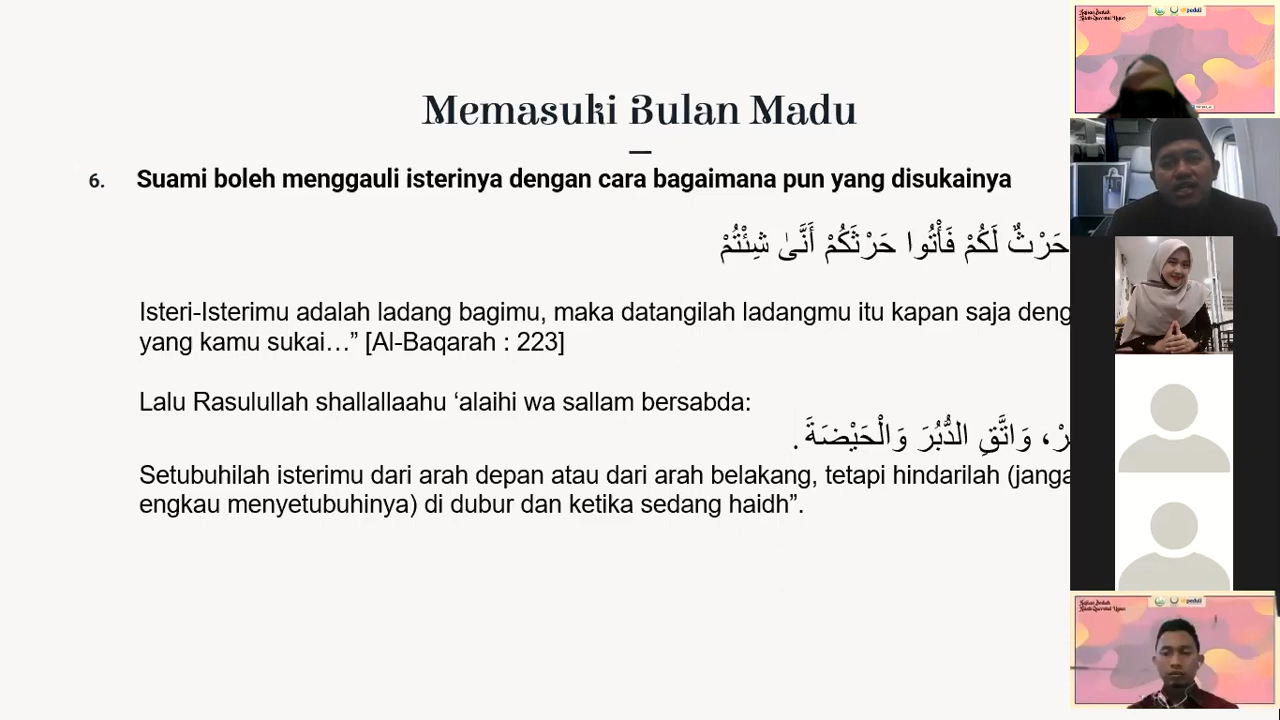 Memasuki Bulan Madu
6. Suami boleh menggauli isterinya dengan cara bagaimana pun yang disukainya
حَرْثٌ لَكُمْ فَأْتُوا حَرْثَكُمْ أَنَّىٰ شِئْتُمْ
Isteri-Isterimu adalah ladang bagimu, maka datangilah ladangmu itu kapan saja deng
yang kamu sukai…” [Al-Baqarah : 223]
Lalu Rasulullah shallallaahu ‘alaihi wa sallam bersabda:
رْ، وَاتَّقِ الدُّبُرَ وَالْحَيْضَةَ.
Setubuhilah isterimu dari arah depan atau dari arah belakang, tetapi hindarilah (janga
engkau menyetubuhinya) di dubur dan ketika sedang haidh”.